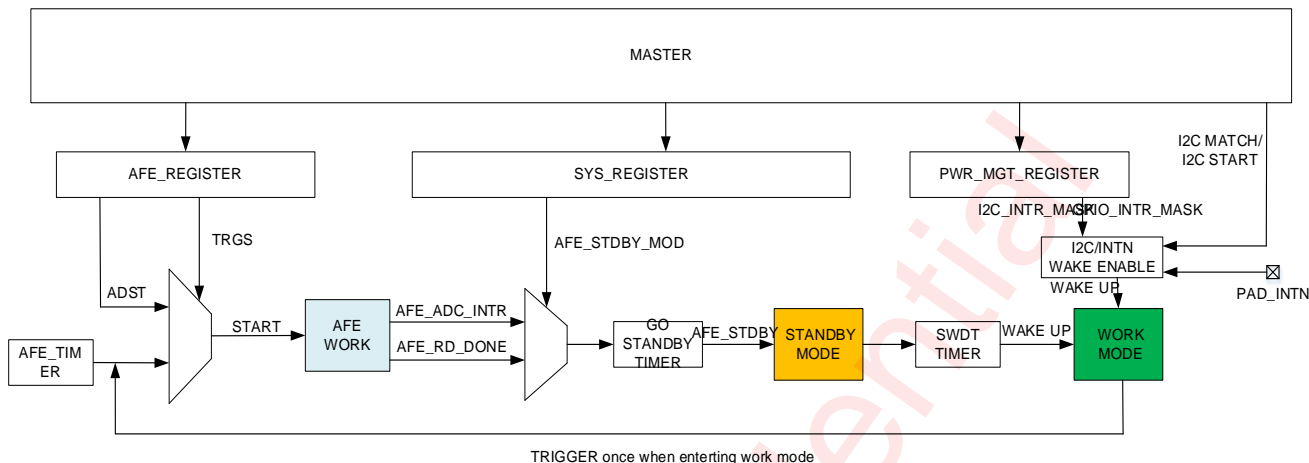 MASTER
I2C MATCH/
I2C START
AFE_REGISTER
SYS_REGISTER
PWR_MGT_REGISTER
I2C_INTR_MASK
GPIO_INTR_MASK
TRGS
AFE_STDBY_MOD
I2C/INTN
WAKE ENABLE
WAKE UP
PAD_INTN
ADST
START
AFE
WORK
AFE_ADC_INTR
AFE_RD_DONE
GO
STANDBY
TIMER
AFE_STDBY
STANDBY
MODE
SWDT
TIMER
WAKE UP
WORK
MODE
AFE_TIM
ER
TRIGGER once when enterting work mode
dential